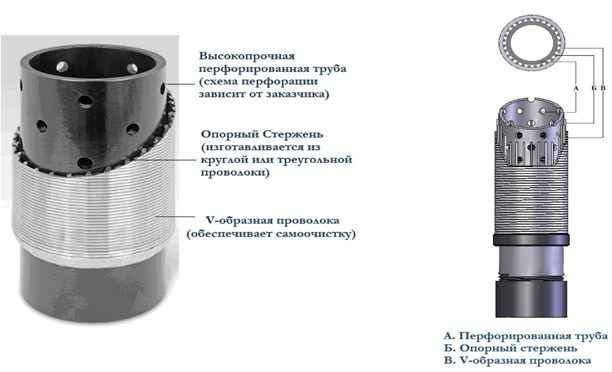 Высокопрочная
перфорированная труба
(схема перфорации
зависит от заказчика)
Опорный Стержень
(изготавливается из
круглой или треугольной
проволоки)
V-образная проволока
(обеспечивает самоочистку)
А Б В
А. Перфорированная труба
Б. Опорный стержень
В. V-образная проволока